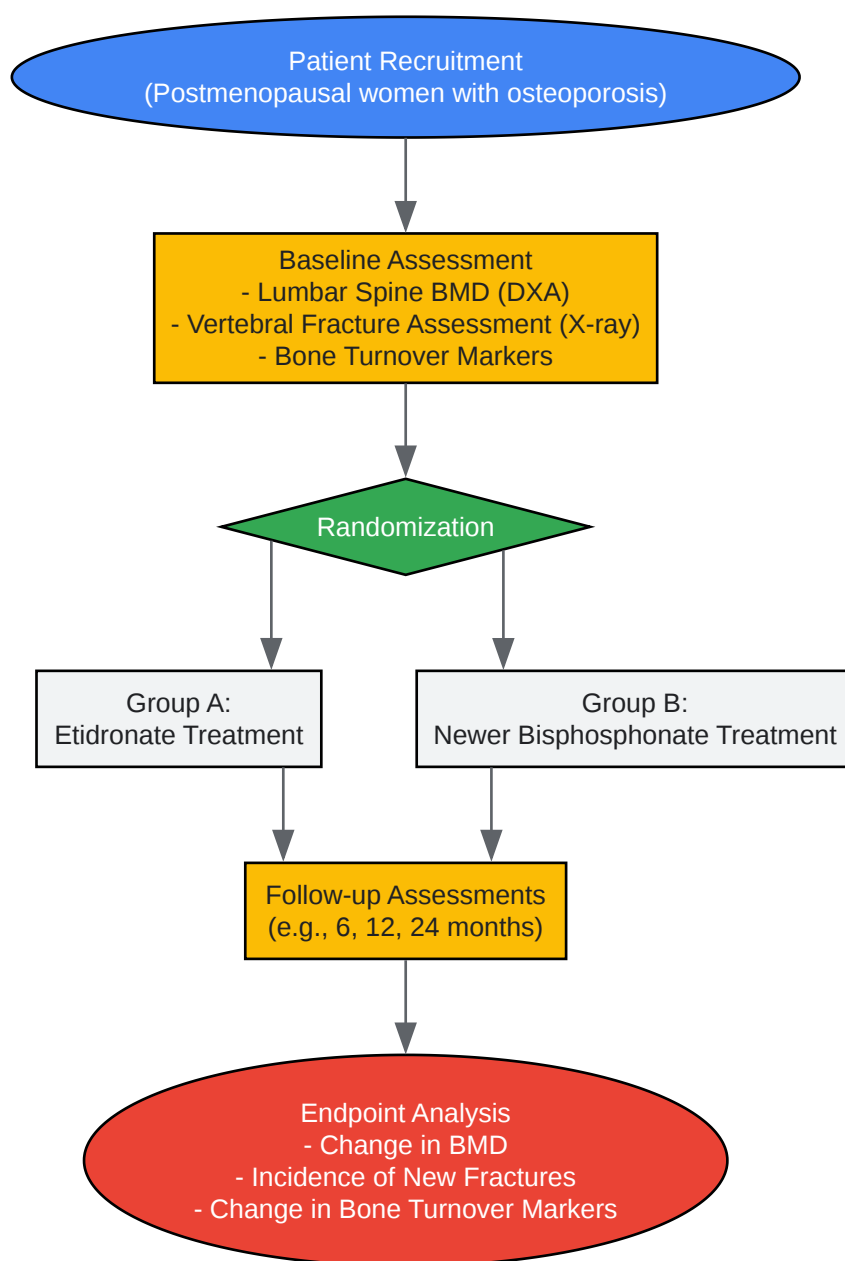 Patient Recruitment
(Postmenopausal women with osteoporosis)
Baseline Assessment
- Lumbar Spine BMD (DXA)
- Vertebral Fracture Assessment (X-ray)
- Bone Turnover Markers
Randomization
Group A:
Etidronate Treatment
Group B:
Newer Bisphosphonate Treatment
Follow-up Assessments
(e.g., 6, 12, 24 months)
Endpoint Analysis
- Change in BMD
- Incidence of New Fractures
- Change in Bone Turnover Markers